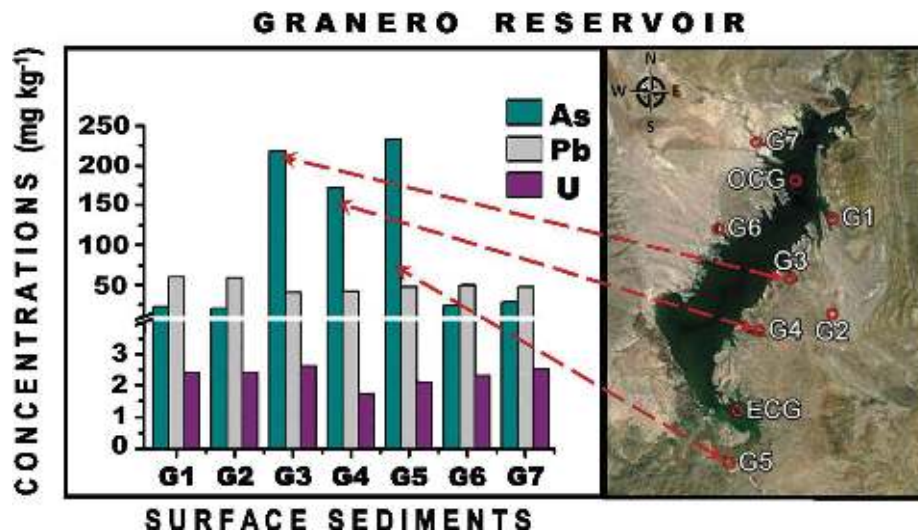 GRANERO RESERVOIR
CONCENTRATIONS (mg kg⁻¹)
250
200
150
100
50
3
2
1
0
As
Pb
U
G1 G2 G3 G4 G5 G6 G7
SURFACE SEDIMENTS
N
W E
S
G7
OCG
G6
G1
G3
G4
G2
ECG
G5